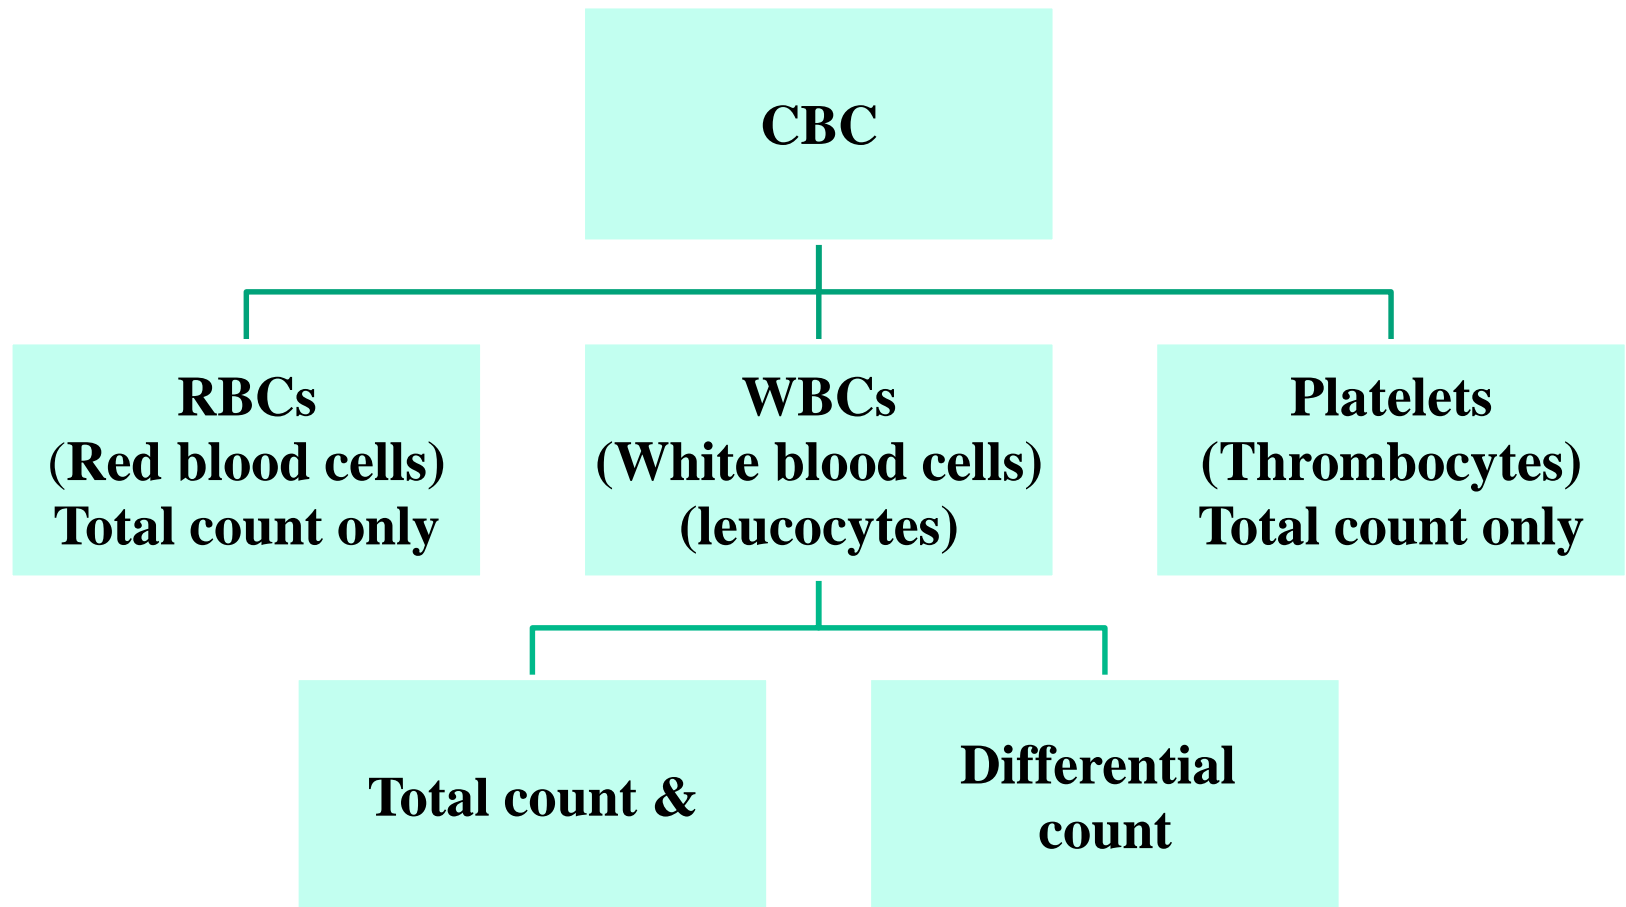 CBC
RBCs
(Red blood cells)
Total count only
WBCs
(White blood cells)
(leucocytes)
Platelets
(Thrombocytes)
Total count only
Total count &
Differential
count